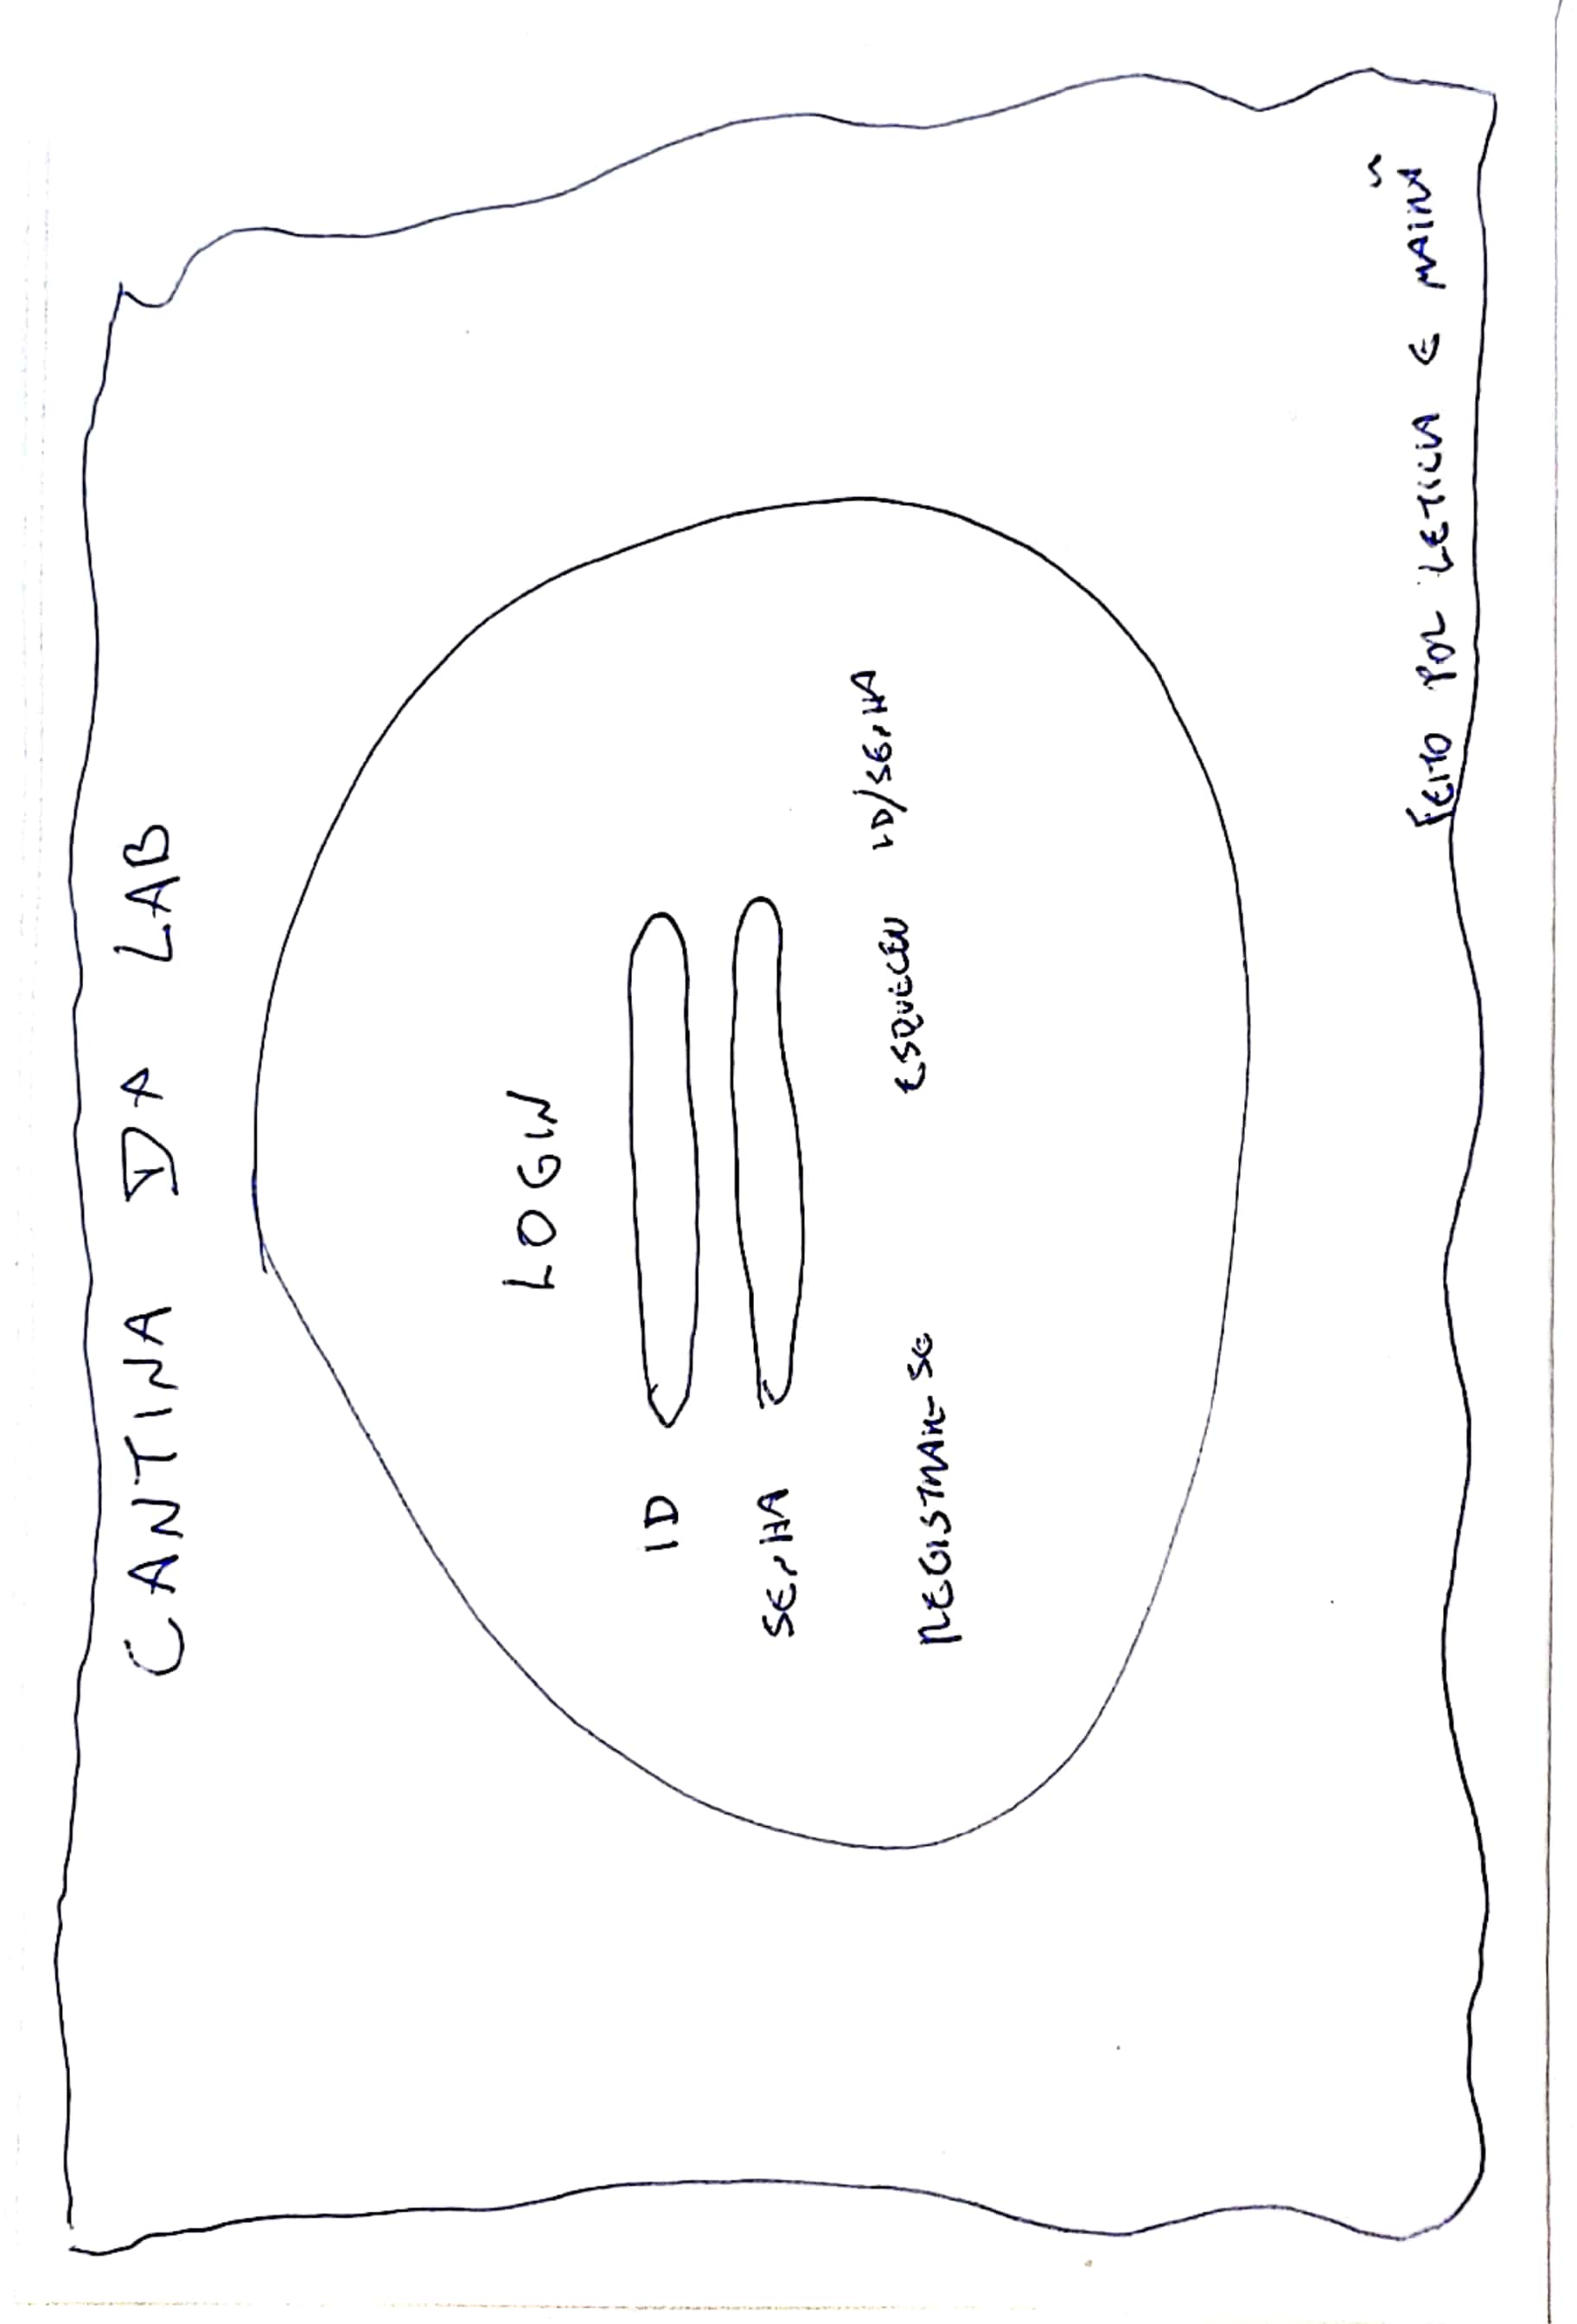 CANTINA DA LAB
LOGIN
ID
SENHA
REGISTRAR-SE
ESQUECEU ID/SENHA
FEITO POR LETICIA E MAINÃ